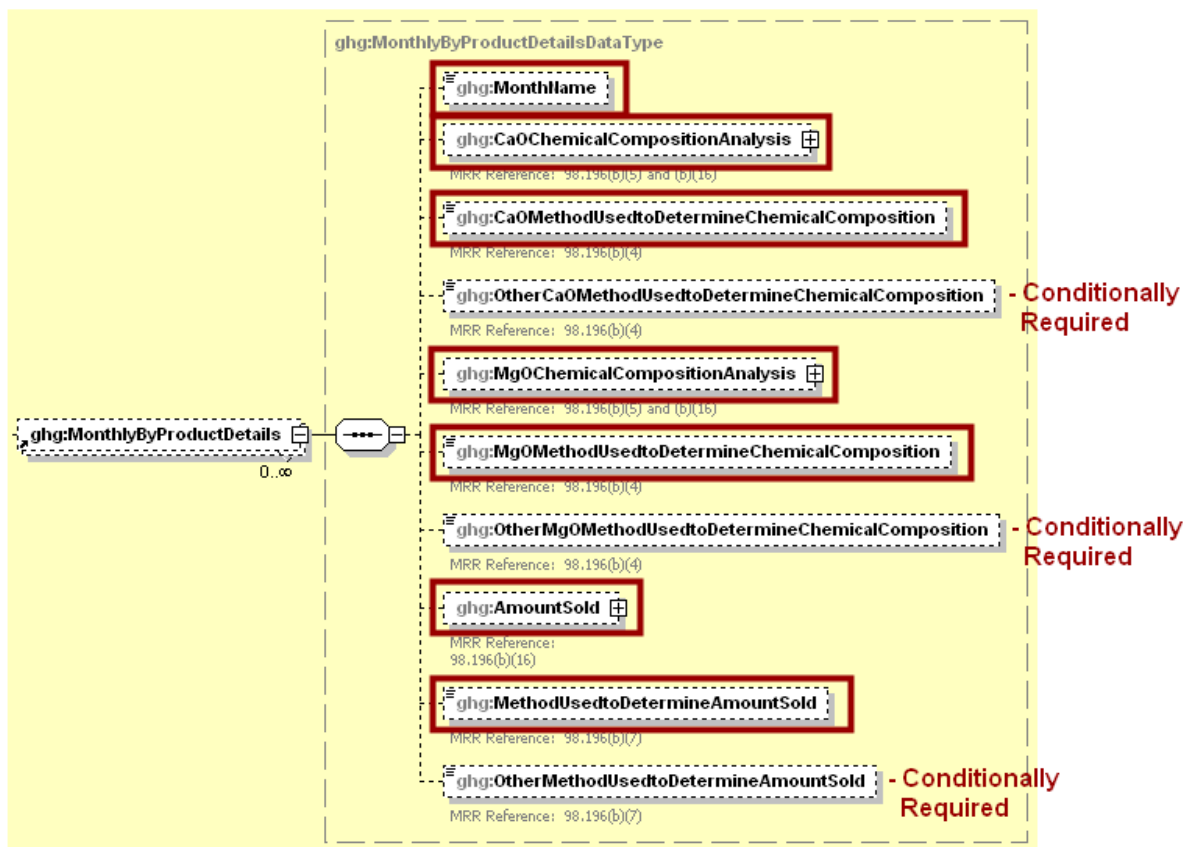 ghg:MonthlyByProductDetailsDataType
ghg:MonthName
ghg:CaOChemicalCompositionAnalysis
MRR Reference: 98.196(b)(5) and (b)(16)
ghg:CaOMethodUsedtoDetermineChemicalComposition
MRR Reference: 98.196(b)(4)
ghg:OtherCaOMethodUsedtoDetermineChemicalComposition
- Conditionally
Required
MRR Reference: 98.196(b)(4)
ghg:MgOChemicalCompositionAnalysis
MRR Reference: 98.196(b)(5) and (b)(16)
ghg:MonthlyByProductDetails
0..∞
ghg:MgOMethodUsedtoDetermineChemicalComposition
MRR Reference: 98.196(b)(4)
ghg:OtherMgOMethodUsedtoDetermineChemicalComposition
- Conditionally
Required
MRR Reference: 98.196(b)(4)
ghg:AmountSold
MRR Reference:
98.196(b)(16)
ghg:MethodUsedtoDetermineAmountSold
MRR Reference: 98.196(b)(7)
ghg:OtherMethodUsedtoDetermineAmountSold
- Conditionally
Required
MRR Reference: 98.196(b)(7)